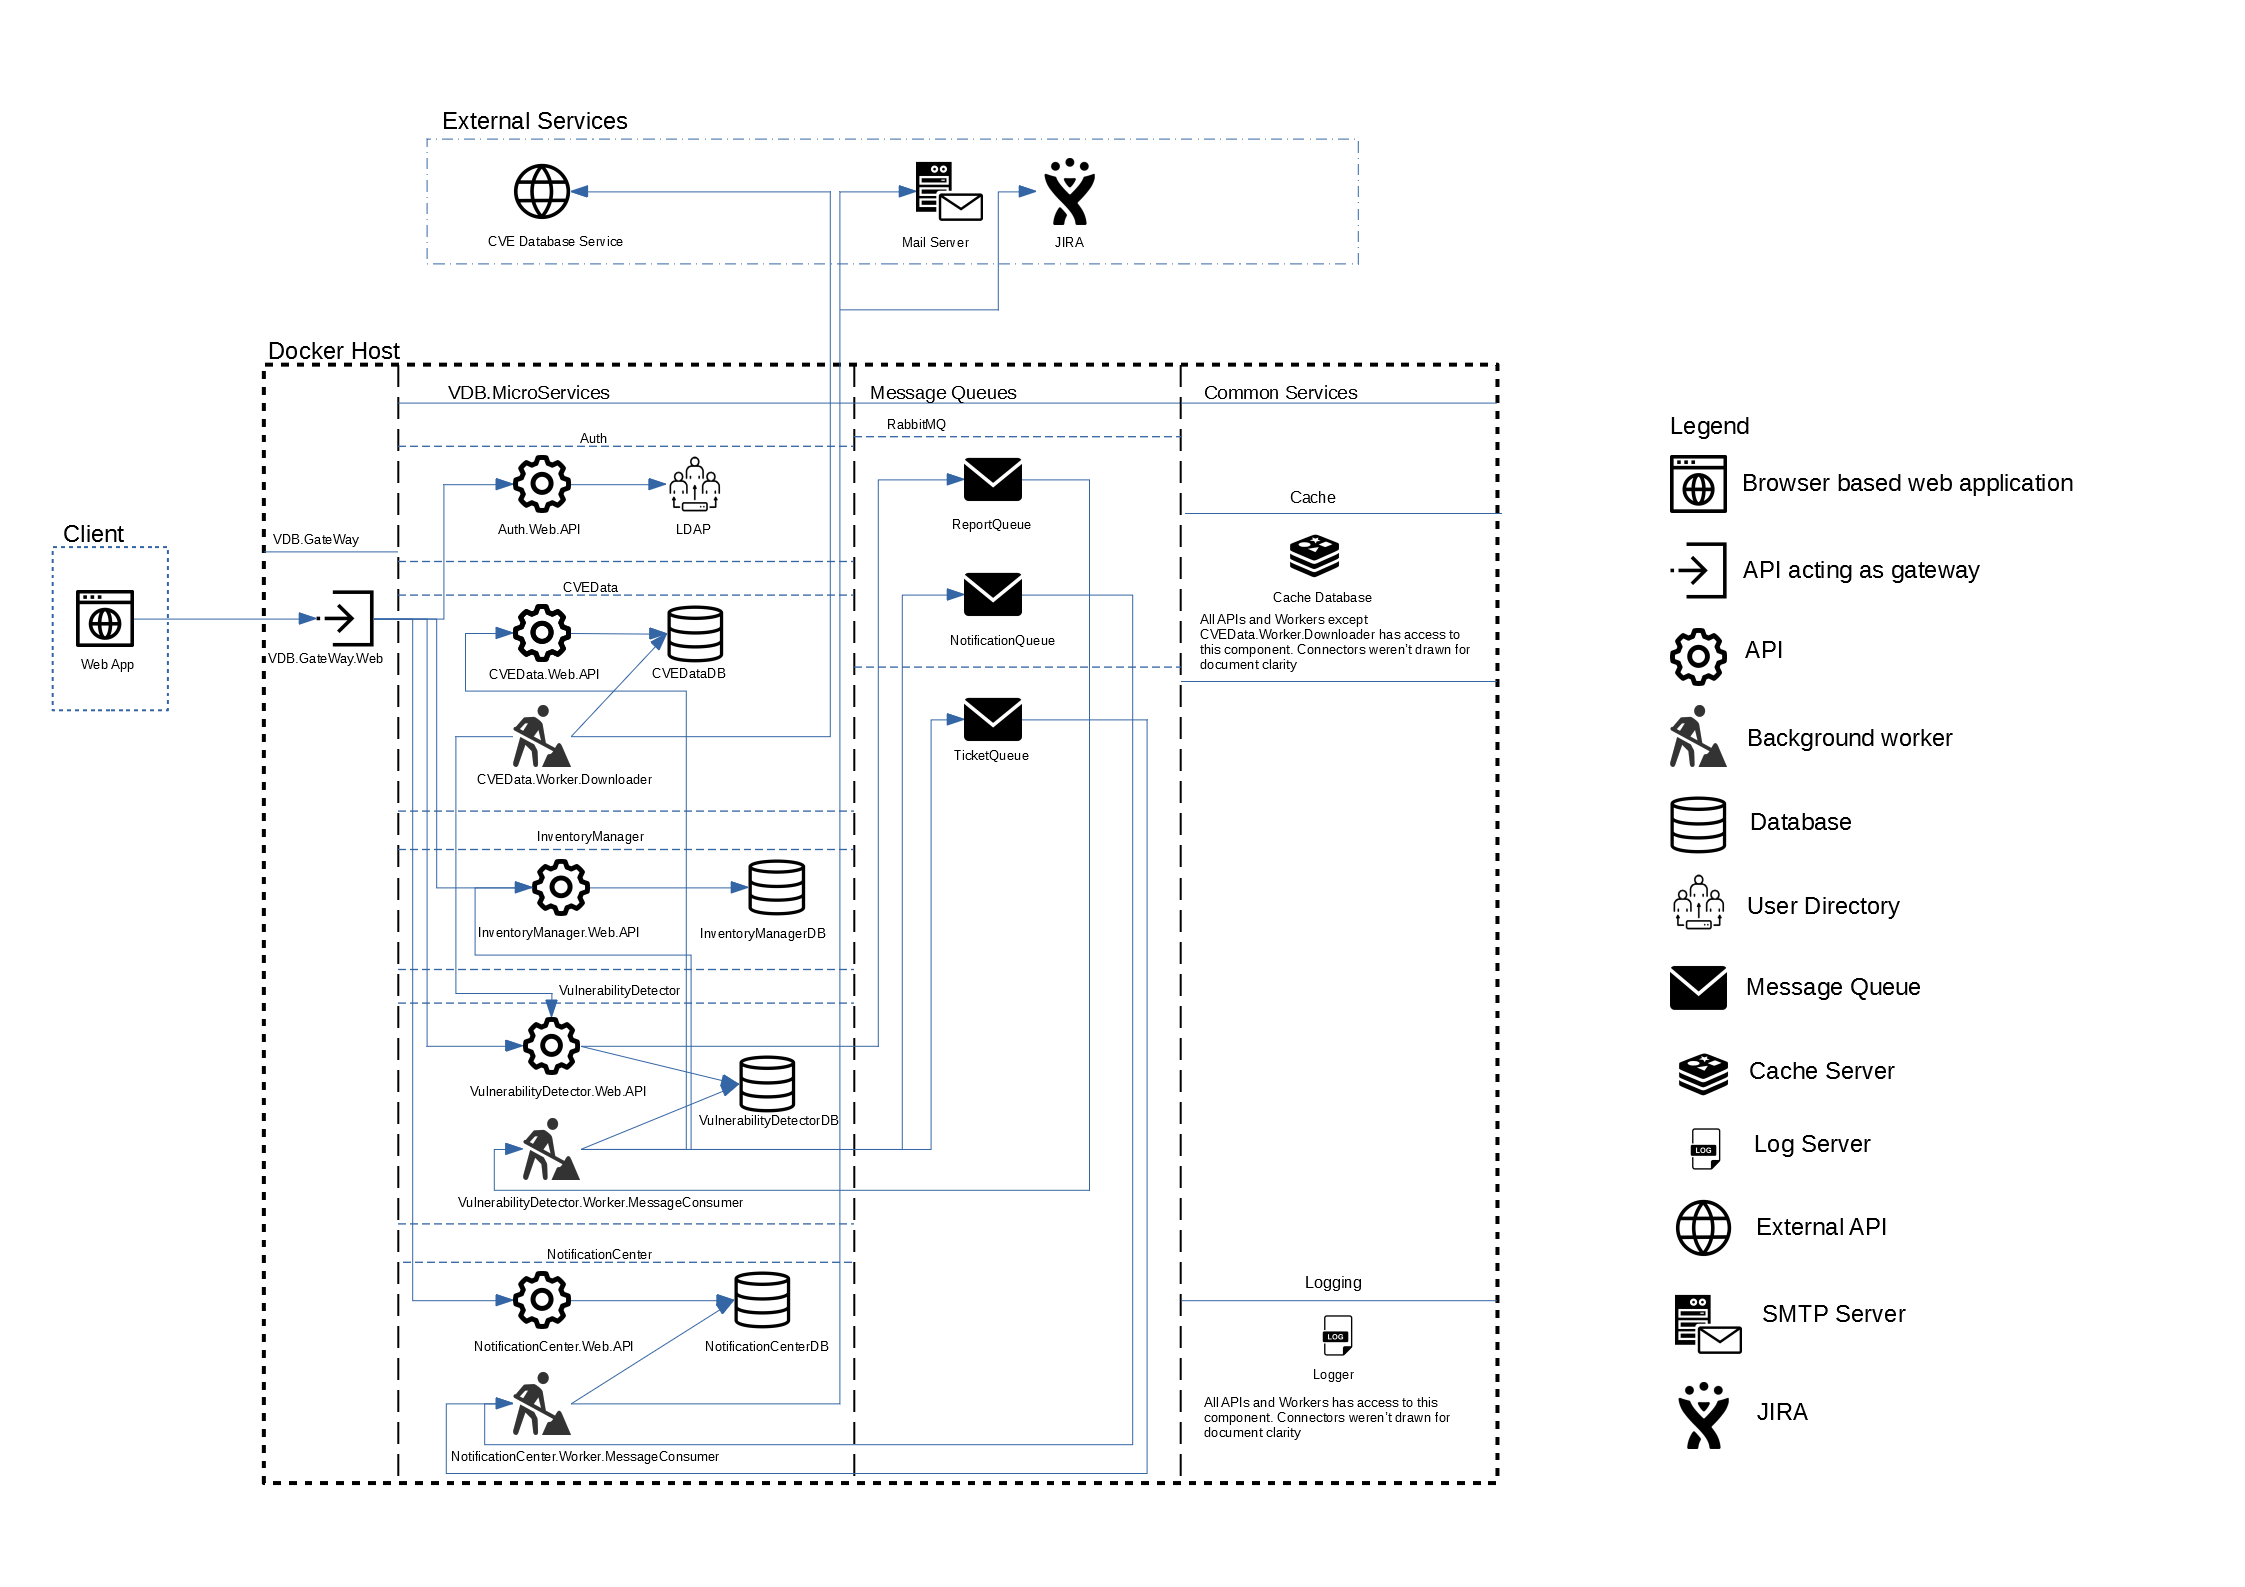 External Services
CVE Database Service
Mail Server
JIRA
Docker Host
VDB.MicroServices
Message Queues
Common Services
RabbitMQ
Auth
Auth.Web.API
LDAP
ReportQueue
Cache
Client
VDB.GateWay
Web App
VDB.GateWay.Web
CVEData
CVEData.Web.API
CVEDataDB
NotificationQueue
Cache Database
All APIs and Workers except
CVEData.Worker.Downloader has access to
this component. Connectors weren't drawn for
document clarity
CVEData.Worker.Downloader
TicketQueue
InventoryManager
InventoryManager.Web.API
InventoryManagerDB
VulnerabilityDetector
VulnerabilityDetector.Web.API
VulnerabilityDetectorDB
VulnerabilityDetector.Worker.MessageConsumer
NotificationCenter
NotificationCenter.Web.API
NotificationCenterDB
NotificationCenter.Worker.MessageConsumer
Logging
LOG
Logger
All APIs and Workers has access to this
component. Connectors weren't drawn for
document clarity
Legend
Browser based web application
API acting as gateway
API
Background worker
Database
User Directory
Message Queue
Cache Server
LOG
Log Server
External API
SMTP Server
JIRA